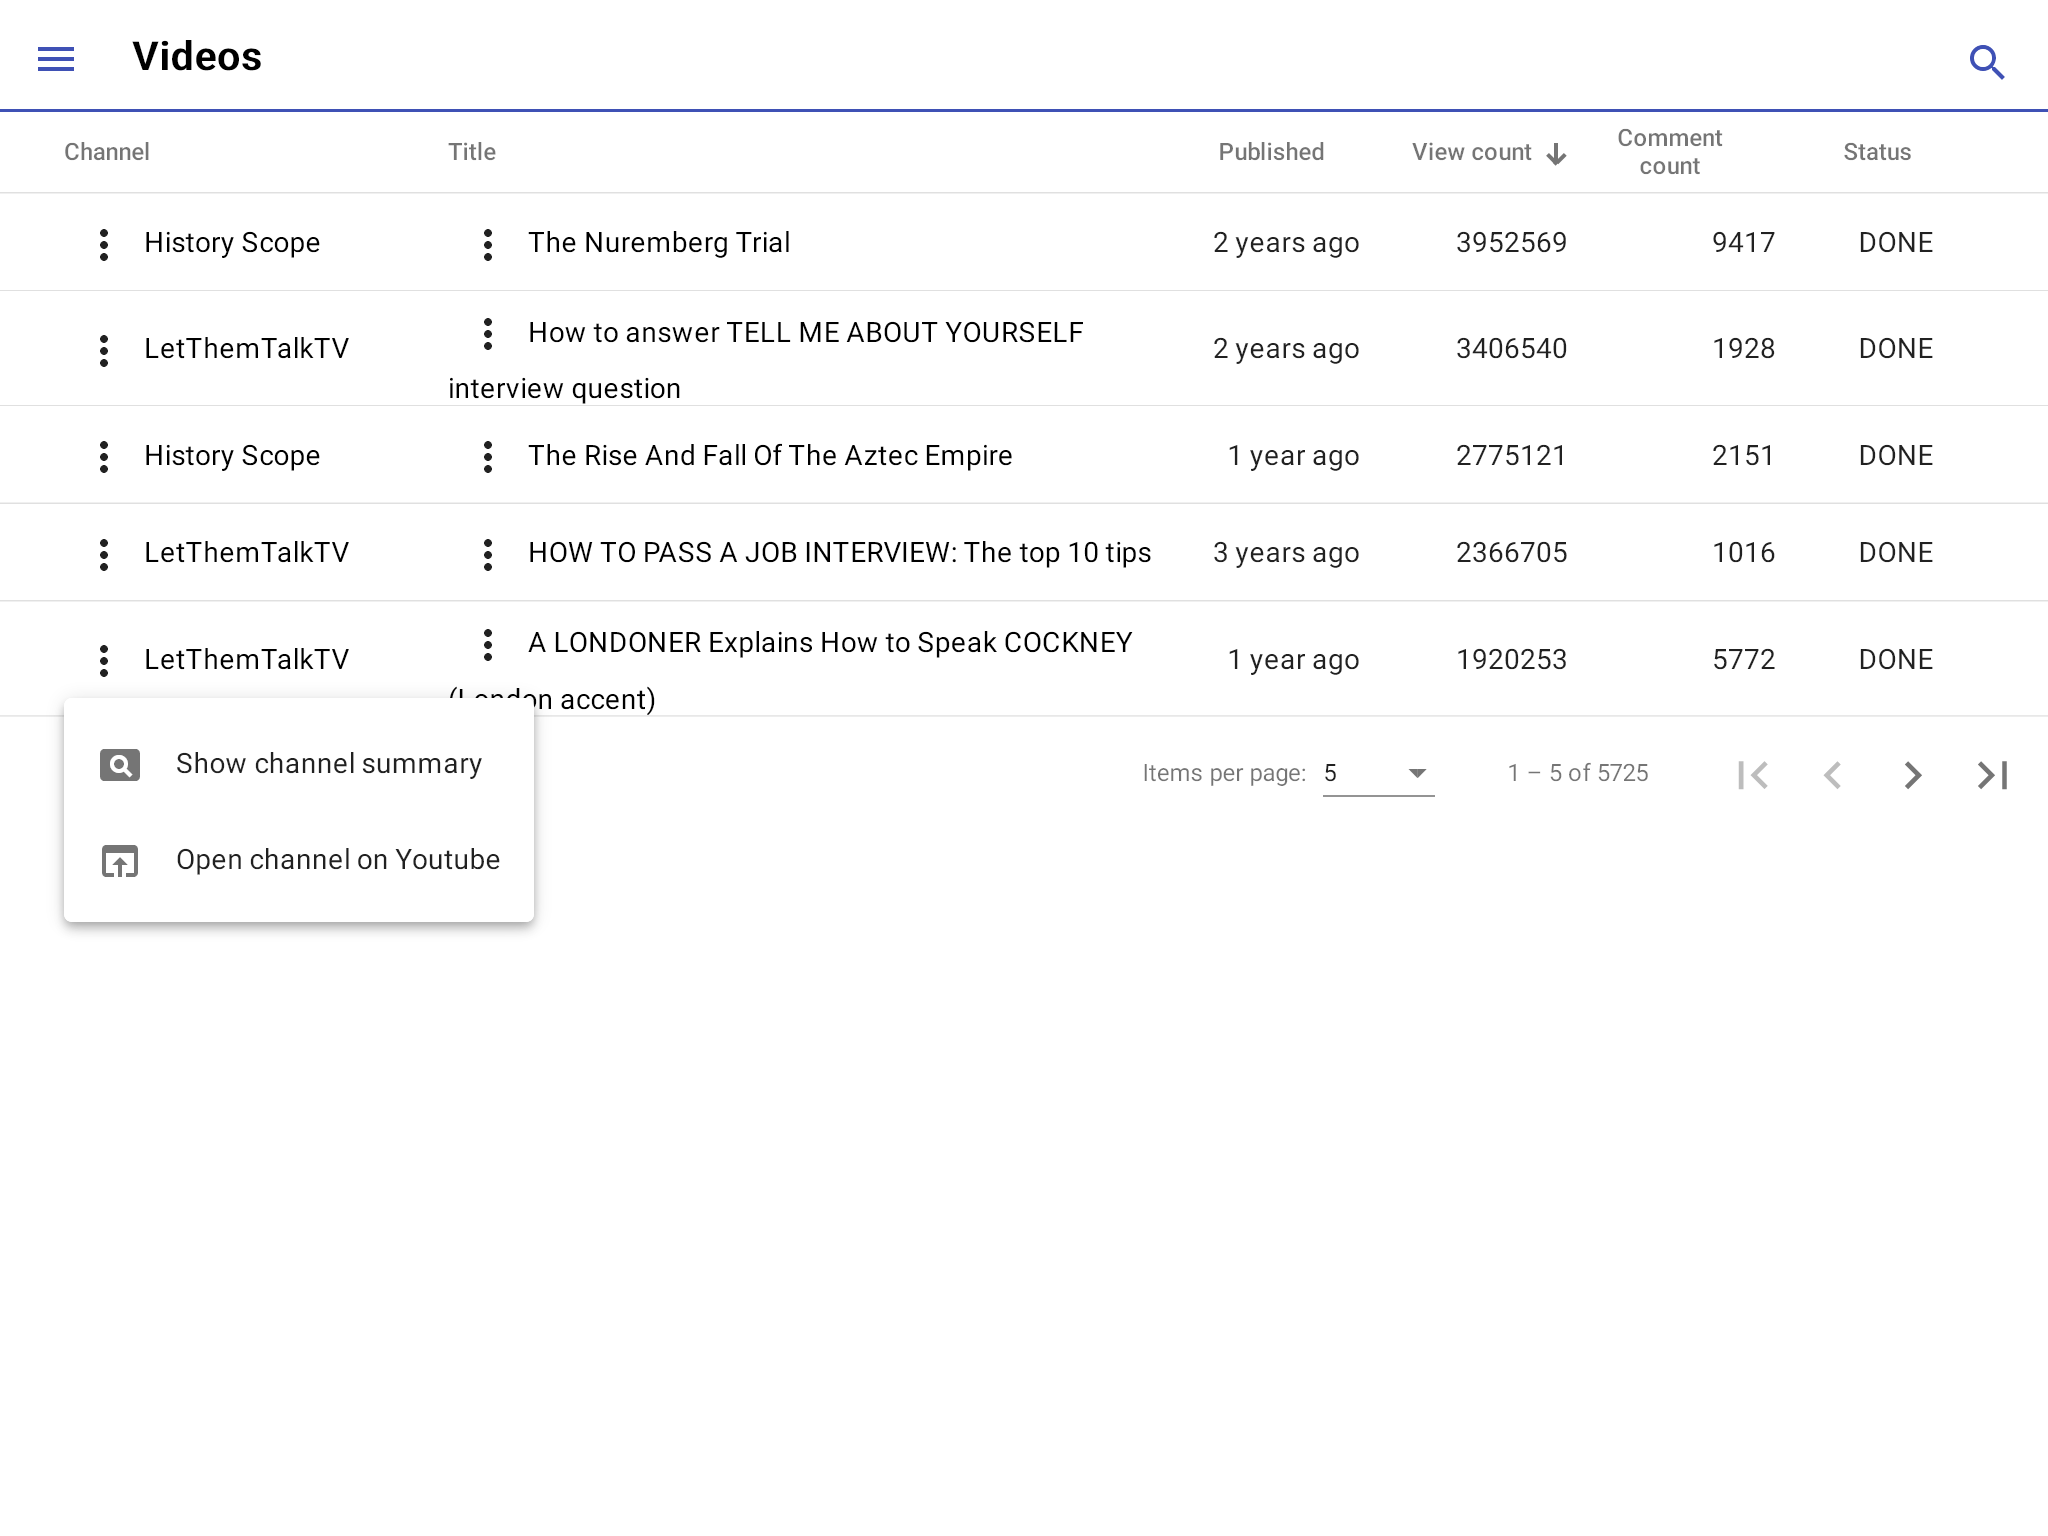 Videos
Channel Title Published View count Comment count Status
History Scope The Nuremberg Trial 2 years ago 3952569 9417 DONE
LetThemTalkTV How to answer TELL ME ABOUT YOURSELF interview question 2 years ago 3406540 1928 DONE
History Scope The Rise And Fall Of The Aztec Empire 1 year ago 2775121 2151 DONE
LetThemTalkTV HOW TO PASS A JOB INTERVIEW: The top 10 tips 3 years ago 2366705 1016 DONE
LetThemTalkTV A LONDONER Explains How to Speak COCKNEY (London accent) 1 year ago 1920253 5772 DONE
Show channel summary
Open channel on Youtube
Items per page: 5 1 – 5 of 5725